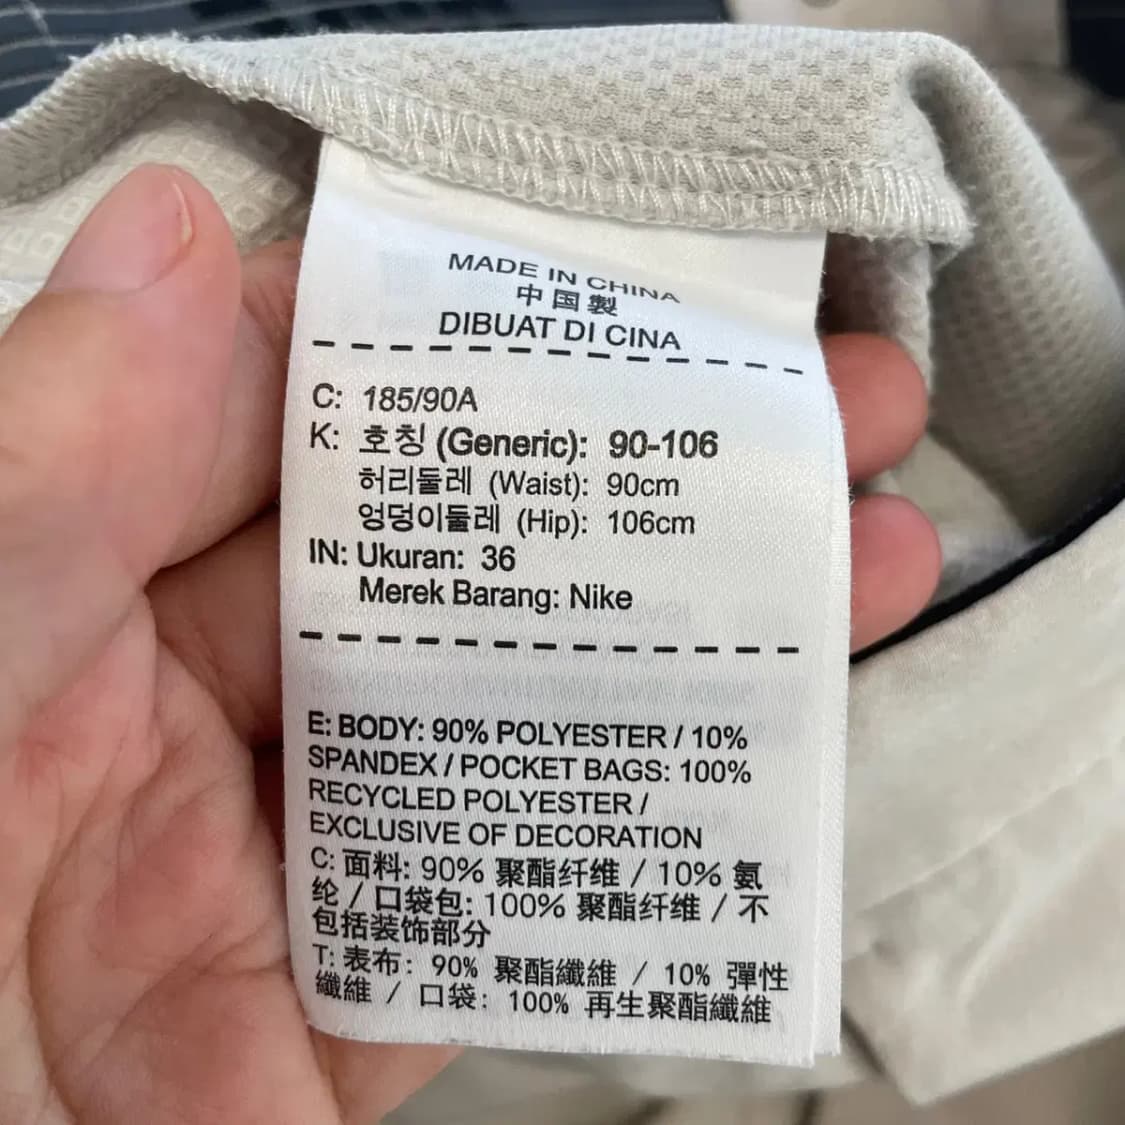 MADE IN CHINA
中国製
DIBUAT DI CINA
C: 185/90A
K: 호칭 (Generic): 90-106
허리둘레 (Waist): 90cm
엉덩이둘레 (Hip): 106cm
IN: Ukuran: 36
Merek Barang: Nike
E: BODY: 90% POLYESTER / 10%
SPANDEX / POCKET BAGS: 100%
RECYCLED POLYESTER /
EXCLUSIVE OF DECORATION
C: 面料: 90% 聚酯纤维 / 10% 氨
纶 / 口袋包: 100% 聚酯纤维 / 不
包括装饰部分
T: 表布: 90% 聚酯纖維 / 10% 彈性
纖維 / 口袋: 100% 再生聚酯纖維